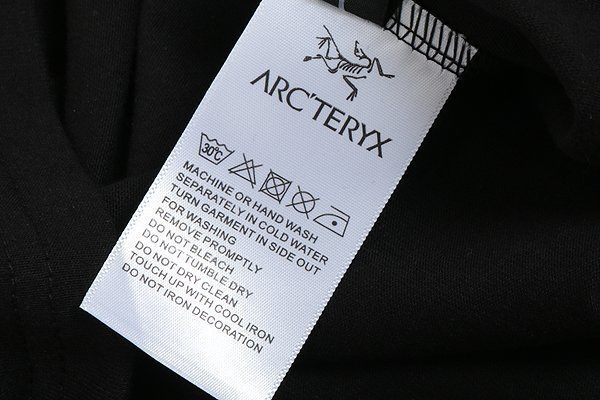 ARC'TERYX
30°C
MACHINE OR HAND WASH
SEPARATELY IN COLD WATER
TURN GARMENT IN SIDE OUT
FOR WASHING
REMOVE PROMPTLY
DO NOT BLEACH
DO NOT TUMBLE DRY
DO NOT DRY CLEAN
TOUCH UP WITH COOL IRON
DO NOT IRON DECORATION